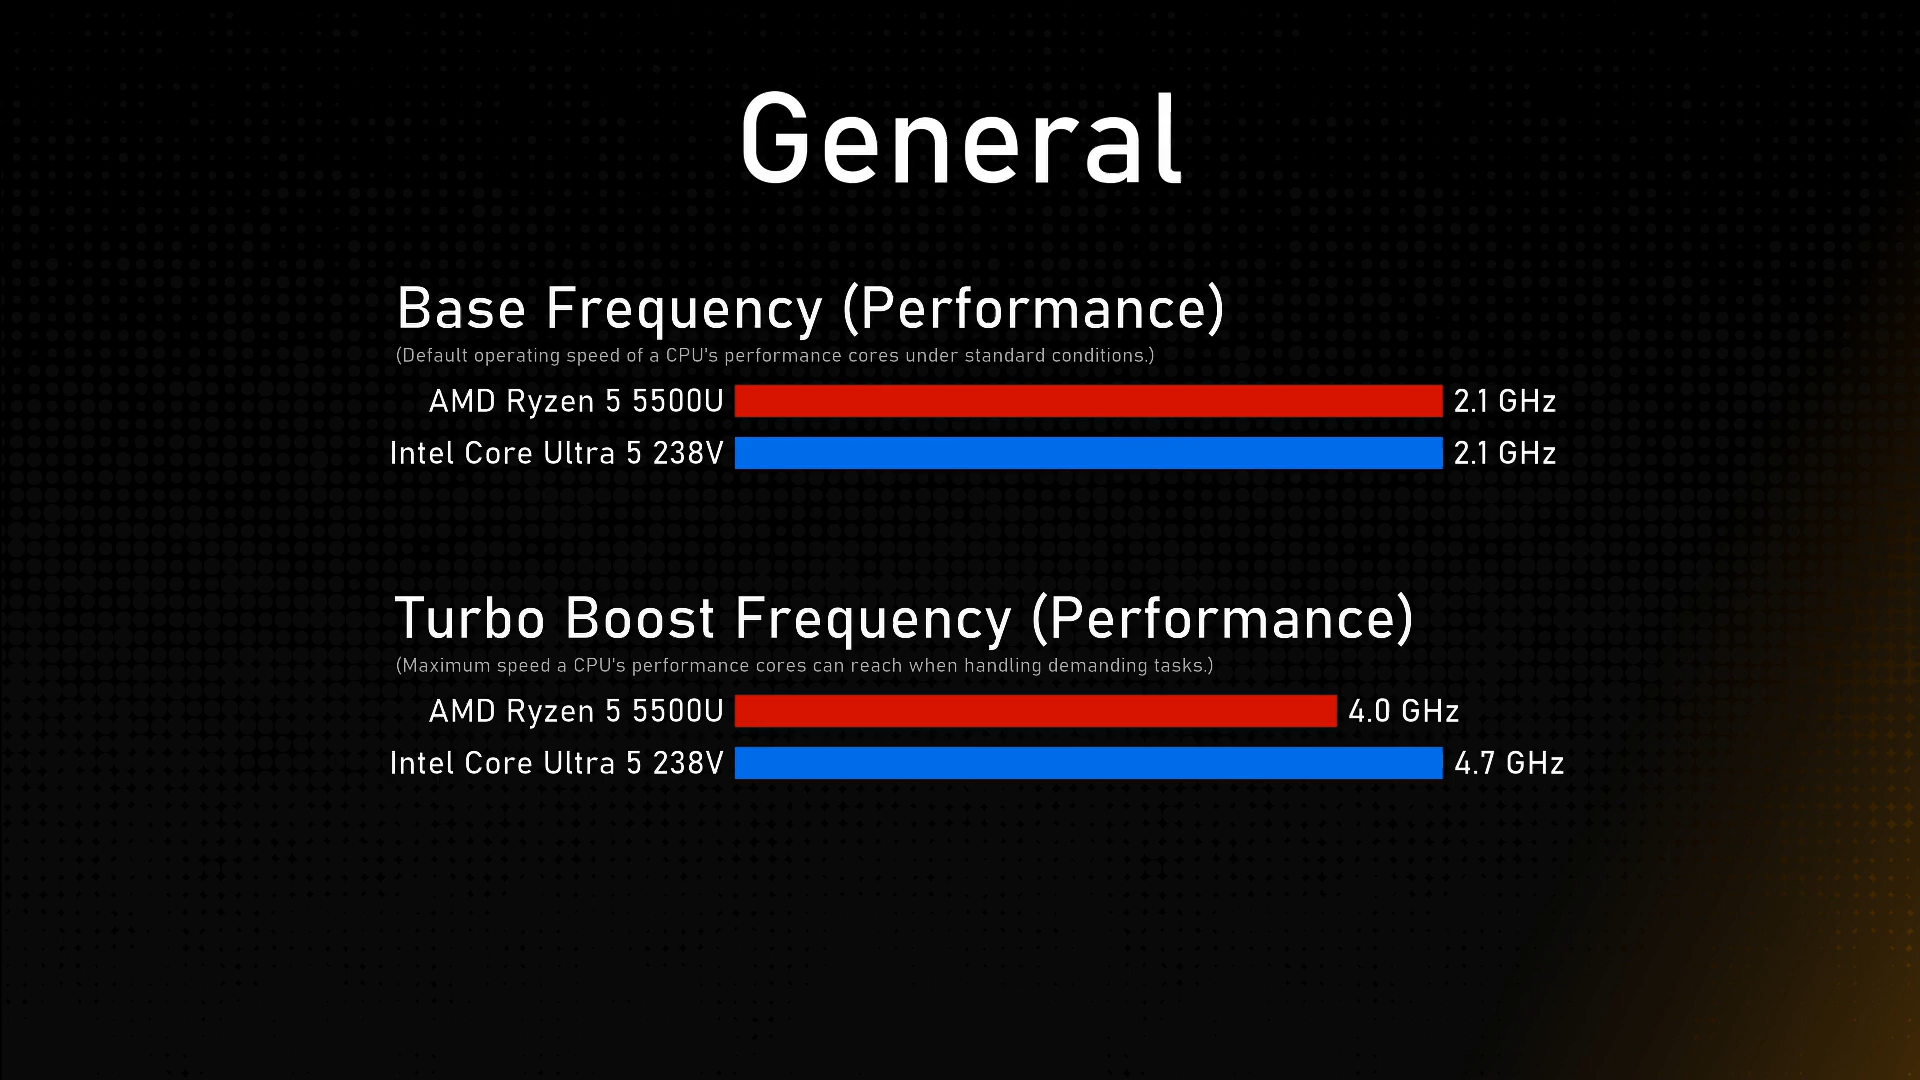 General
Base Frequency (Performance)
(Default operating speed of a CPU's performance cores under standard conditions.)
AMD Ryzen 5 5500U 2.1 GHz
Intel Core Ultra 5 238V 2.1 GHz
Turbo Boost Frequency (Performance)
(Maximum speed a CPU's performance cores can reach when handling demanding tasks.)
AMD Ryzen 5 5500U 4.0 GHz
Intel Core Ultra 5 238V 4.7 GHz